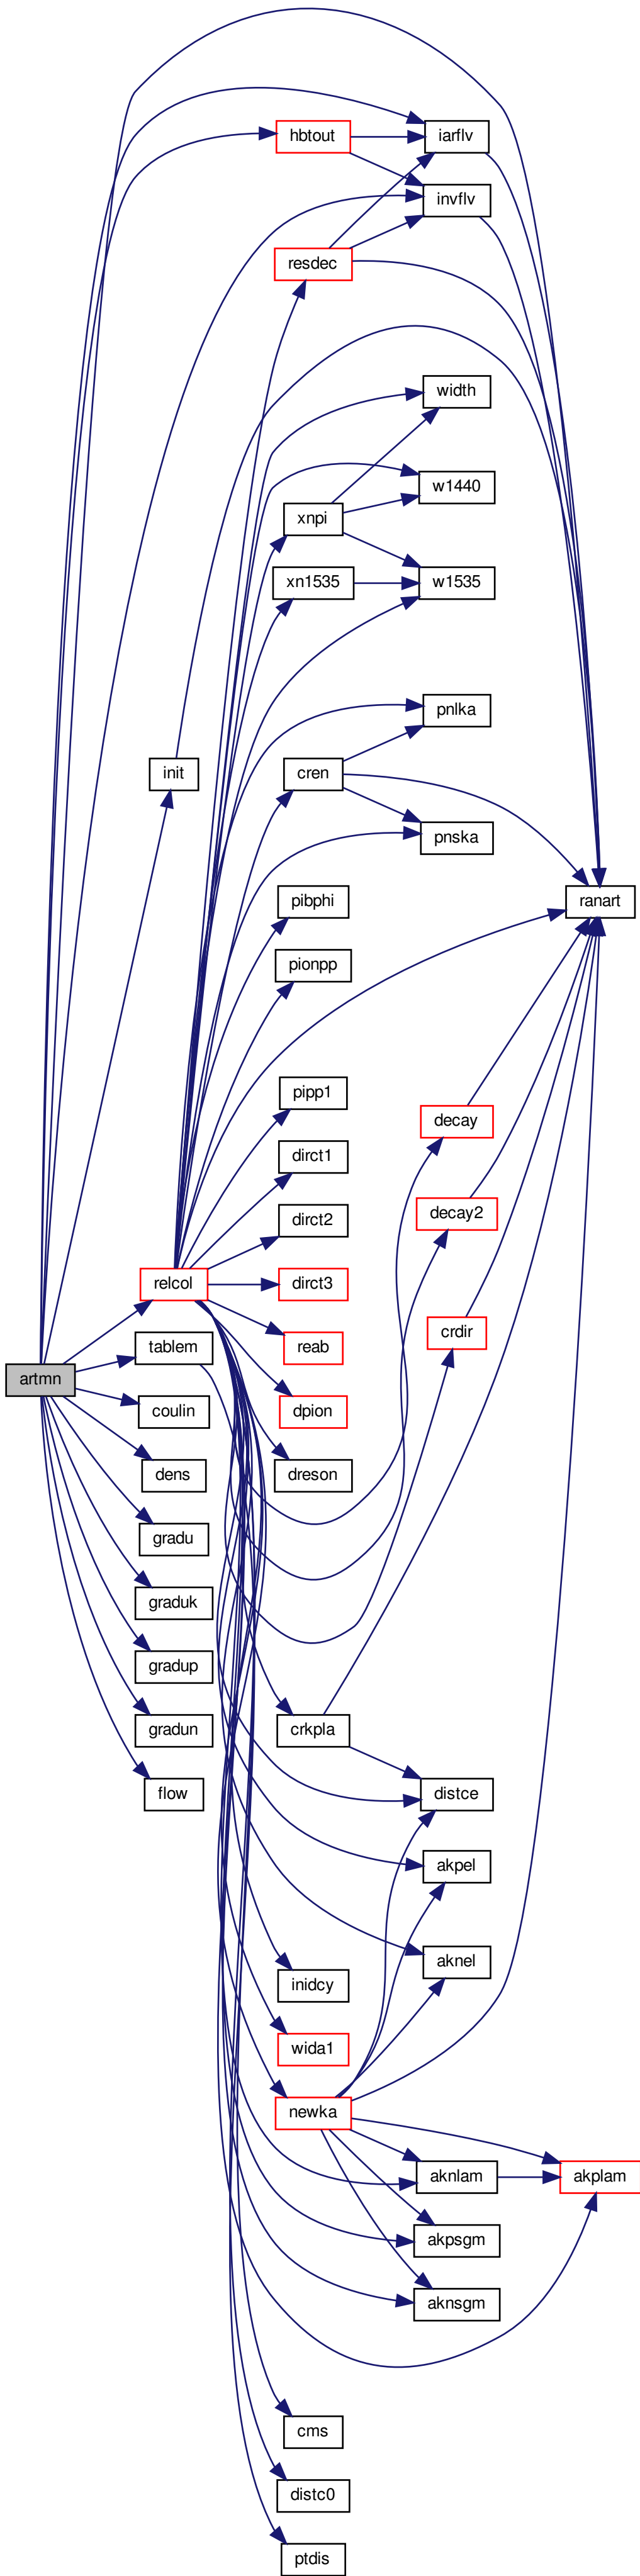 hbtout
iarflv
invflv
resdec
width
w1440
xnpi
xn1535
w1535
pnlka
init
cren
pnska
pibphi
ranart
pionpp
pipp1
decay
dirct1
decay2
dirct2
relcol
dirct3
crdir
tablem
reab
artmn
coulin
dpion
dens
dreson
gradu
graduk
gradup
gradun
crkpla
flow
distce
akpel
aknel
inidcy
wida1
newka
aknlam
akplam
akpsgm
aknsgm
cms
distc0
ptdis